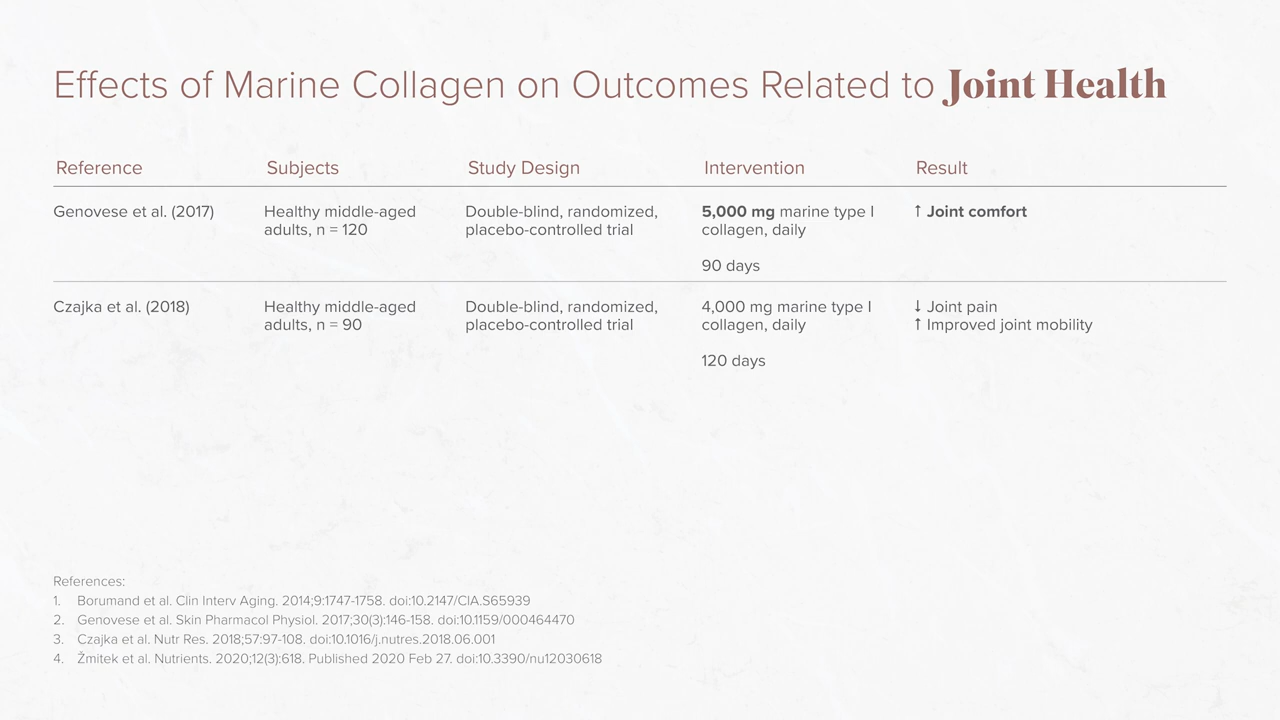 Effects of Marine Collagen on Outcomes Related to Joint Health
Reference Subjects Study Design Intervention Result
Genovese et al. (2017) Healthy middle-aged Double-blind, randomized, 5,000 mg marine type I ↑ Joint comfort
adults, n = 120 placebo-controlled trial collagen, daily
90 days
Czajka et al. (2018) Healthy middle-aged Double-blind, randomized, 4,000 mg marine type I ↓ Joint pain
adults, n = 90 placebo-controlled trial collagen, daily ↑ Improved joint mobility
120 days
References:
1. Borumand et al. Clin Interv Aging. 2014;9:1747-1758. doi:10.2147/CIA.S65939
2. Genovese et al. Skin Pharmacol Physiol. 2017;30(3):146-158. doi:10.1159/000464470
3. Czajka et al. Nutr Res. 2018;57:97-108. doi:10.1016/j.nutres.2018.06.001
4. Žmitek et al. Nutrients. 2020;12(3):618. Published 2020 Feb 27. doi:10.3390/nu12030618